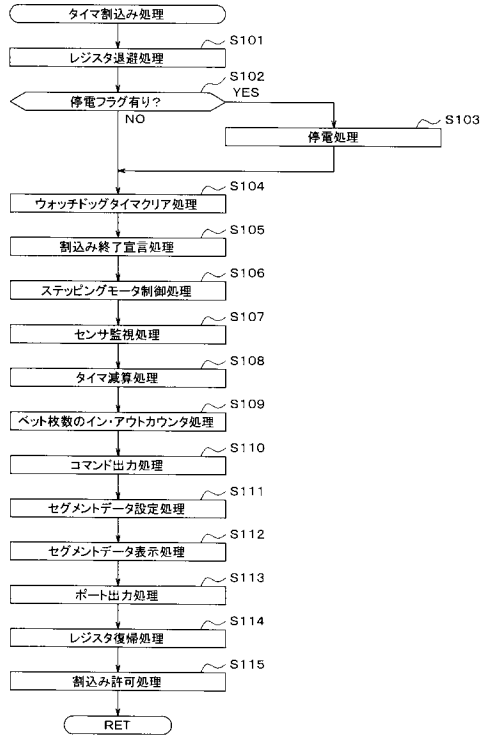 タイマ割込み処理
S101
レジスタ退避処理
S102
停電フラグ有り?
YES
NO
S103
停電処理
S104
ウォッチドッグタイマクリア処理
S105
割込み終了宣言処理
S106
ステッピングモータ制御処理
S107
センサ監視処理
S108
タイマ減算処理
S109
ベット枚数のイン・アウトカウンタ処理
S110
コマンド出力処理
S111
セグメントデータ設定処理
S112
セグメントデータ表示処理
S113
ポート出力処理
S114
レジスタ復帰処理
S115
割込み許可処理
RET